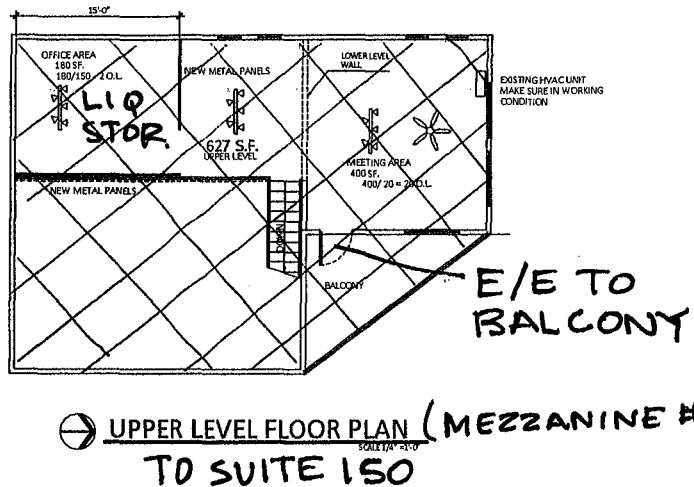 15'-0"
OFFICE AREA
180 SF.
180/150 2 O.L.
LIQ
STOR.
NEW METAL PANELS
LOWER LEVEL
WALL
EXISTING HVAC UNIT
MAKE SURE IN WORKING
CONDITION
627 S.F.
UPPER LEVEL
MEETING AREA
400 SF.
400/20 = 20 O.L.
NEW METAL PANELS
DOWN
BALCONY
E/E TO
BALCONY
UPPER LEVEL FLOOR PLAN (MEZZANINE #
SCALE 1/4" =1'-0"
TO SUITE 150